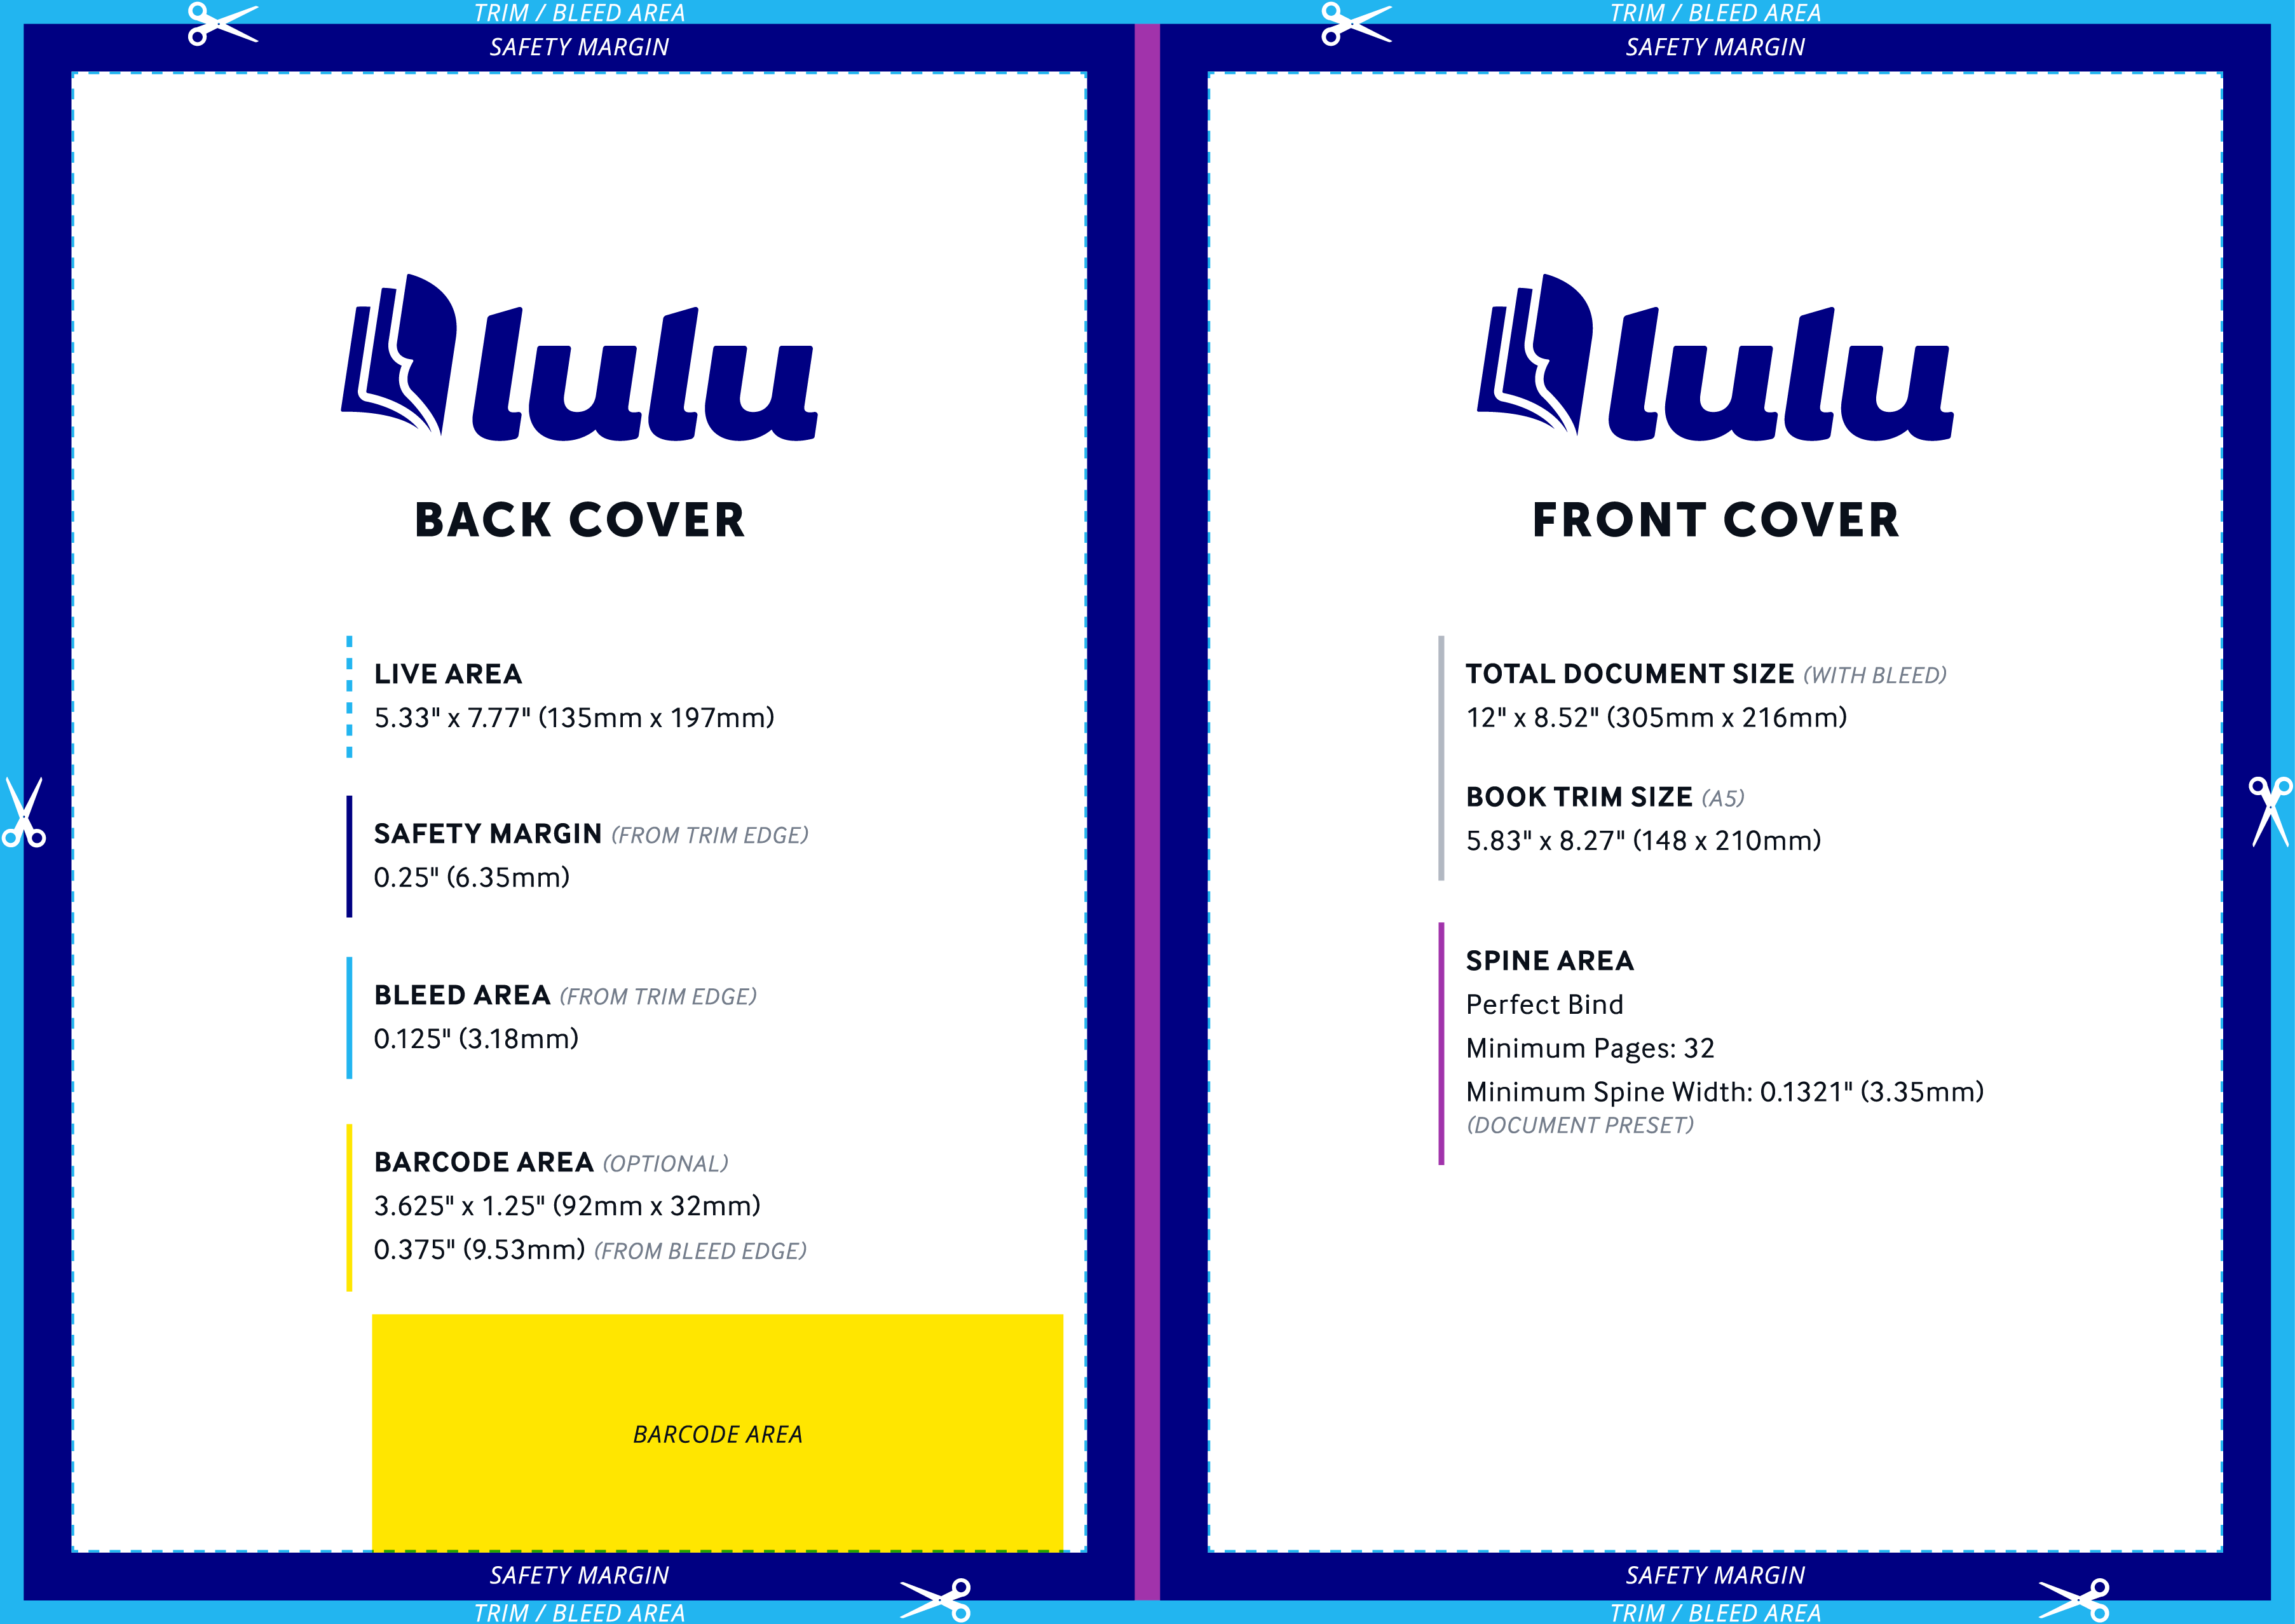 TRIM / BLEED AREA
SAFETY MARGIN
lulu
BACK COVER
LIVE AREA
5.33" x 7.77" (135mm x 197mm)
SAFETY MARGIN (FROM TRIM EDGE)
0.25" (6.35mm)
BLEED AREA (FROM TRIM EDGE)
0.125" (3.18mm)
BARCODE AREA (OPTIONAL)
3.625" x 1.25" (92mm x 32mm)
0.375" (9.53mm) (FROM BLEED EDGE)
BARCODE AREA
SAFETY MARGIN
TRIM / BLEED AREA
TRIM / BLEED AREA
SAFETY MARGIN
lulu
FRONT COVER
TOTAL DOCUMENT SIZE (WITH BLEED)
12" x 8.52" (305mm x 216mm)
BOOK TRIM SIZE (A5)
5.83" x 8.27" (148 x 210mm)
SPINE AREA
Perfect Bind
Minimum Pages: 32
Minimum Spine Width: 0.1321" (3.35mm)
(DOCUMENT PRESET)
SAFETY MARGIN
TRIM / BLEED AREA